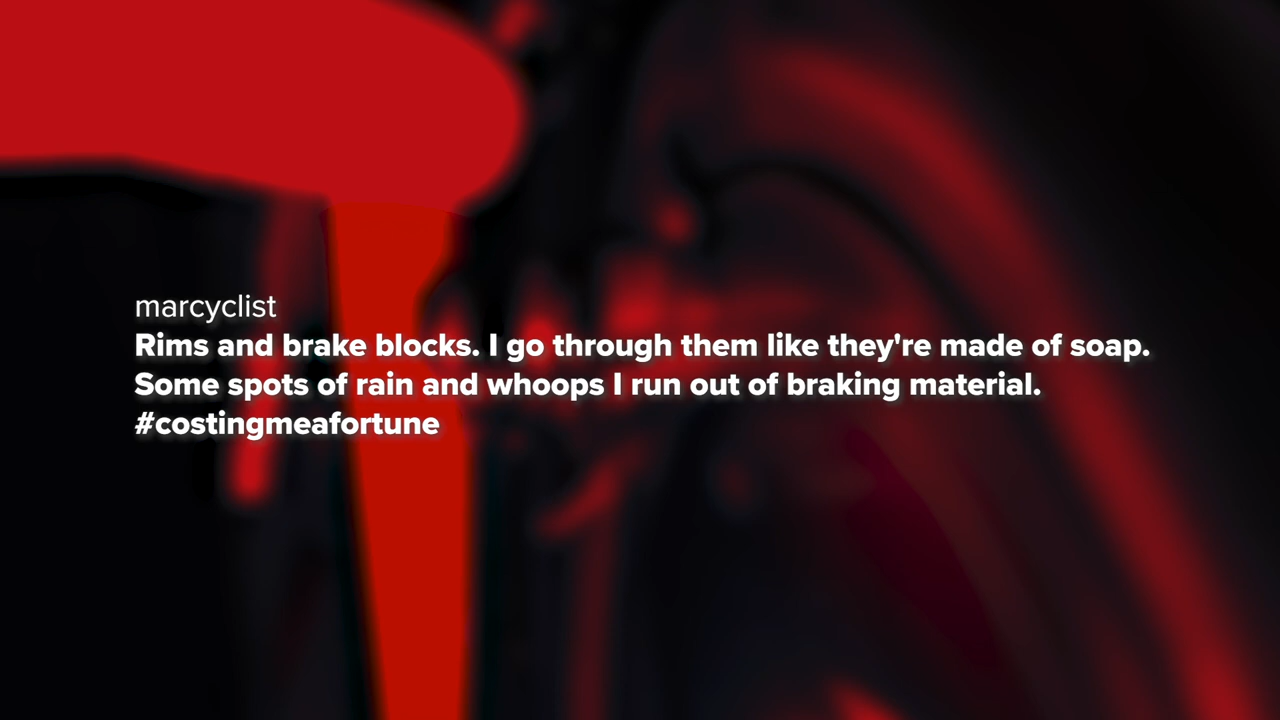 marcyclist
Rims and brake blocks. I go through them like they're made of soap.
Some spots of rain and whoops I run out of braking material.
#costingmeafortune